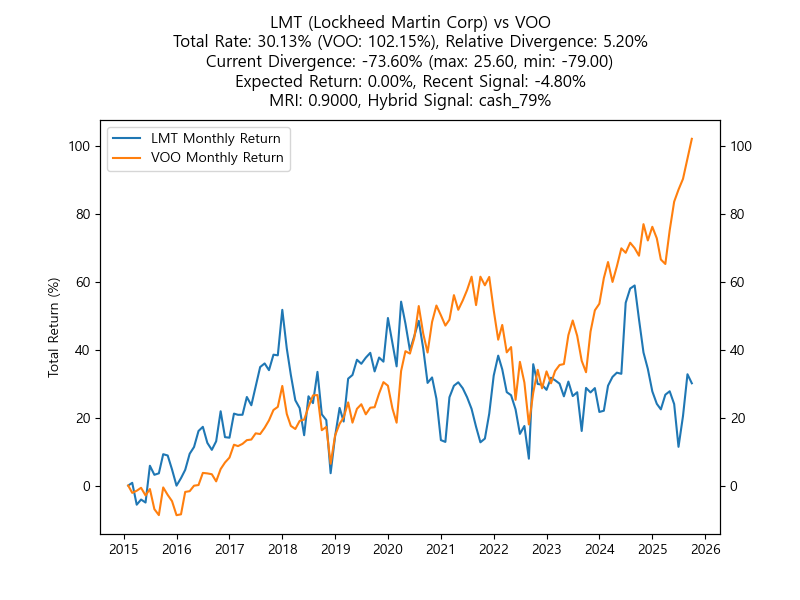 LMT (Lockheed Martin Corp) vs VOO
Total Rate: 30.13% (VOO: 102.15%), Relative Divergence: 5.20%
Current Divergence: -73.60% (max: 25.60, min: -79.00)
Expected Return: 0.00%, Recent Signal: -4.80%
MRI: 0.9000, Hybrid Signal: cash_79%
LMT Monthly Return
VOO Monthly Return
Total Return (%)
100
80
60
40
20
0
100
80
60
40
20
0
2015 2016 2017 2018 2019 2020 2021 2022 2023 2024 2025 2026